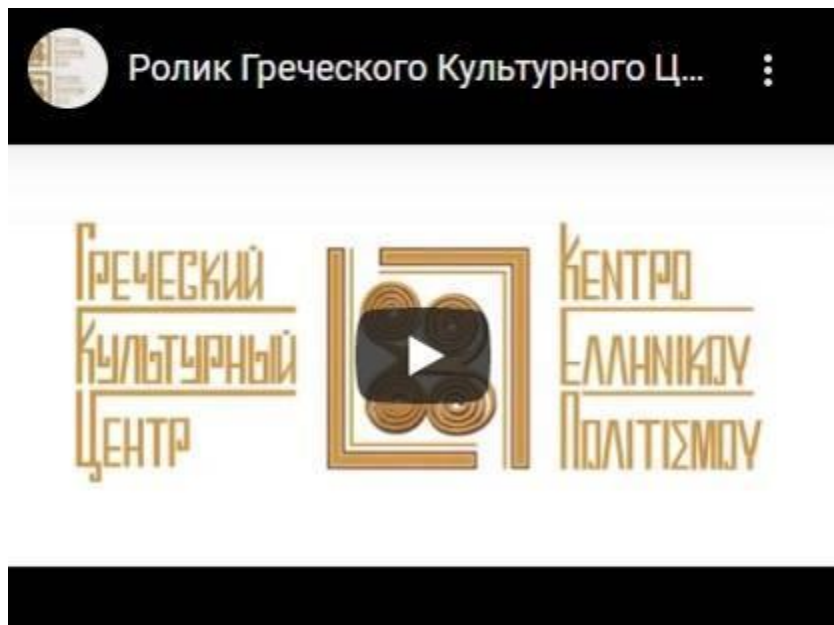 Ролик Греческого Культурного Ц...
Греческий
Культурный
Центр
Κεντρο
Ελληνικου
Πολιτισμου